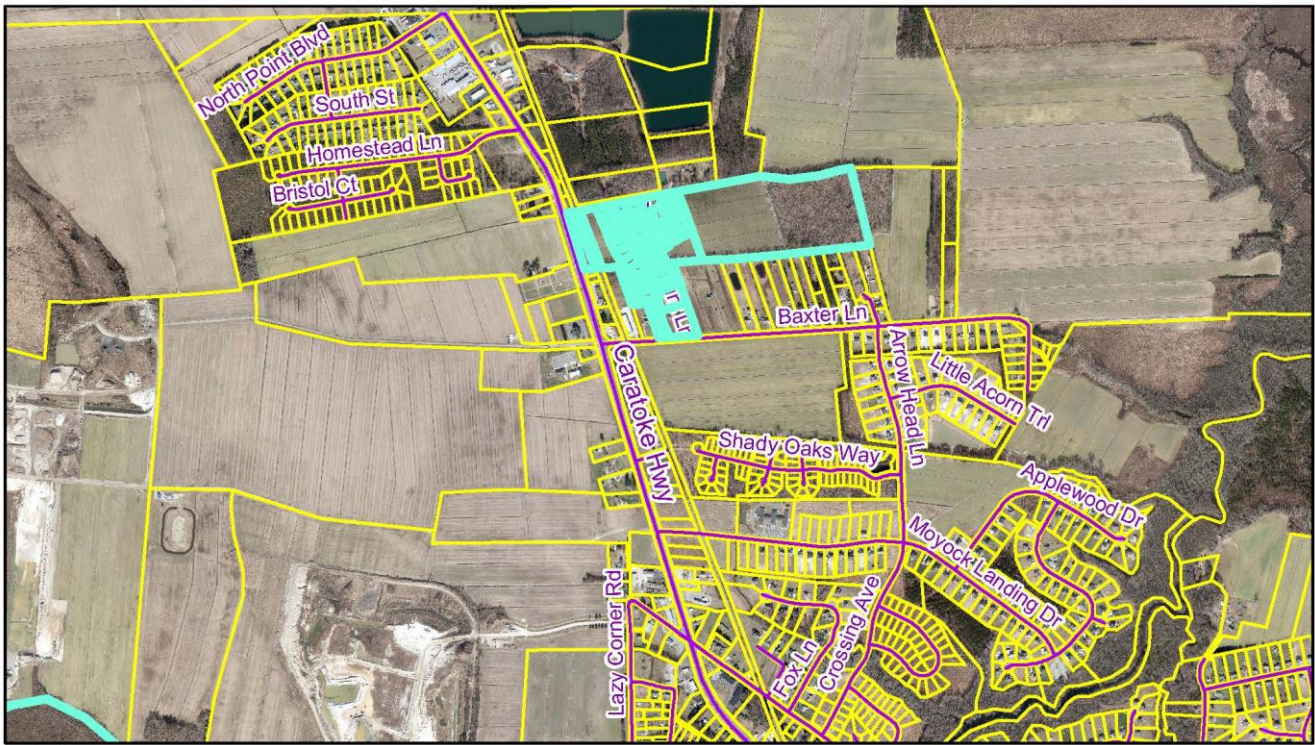 North Point Blvd
South St
Homestead Ln
Bristol Ct
Baxter Ln
Caratoke Hwy
Arrow Head Ln
Little Acorn Trl
Shady Oaks Way
Applewood Dr
Moyock Landing Dr
Lazy Corner Rd
Fox Ln
Crossing Ave